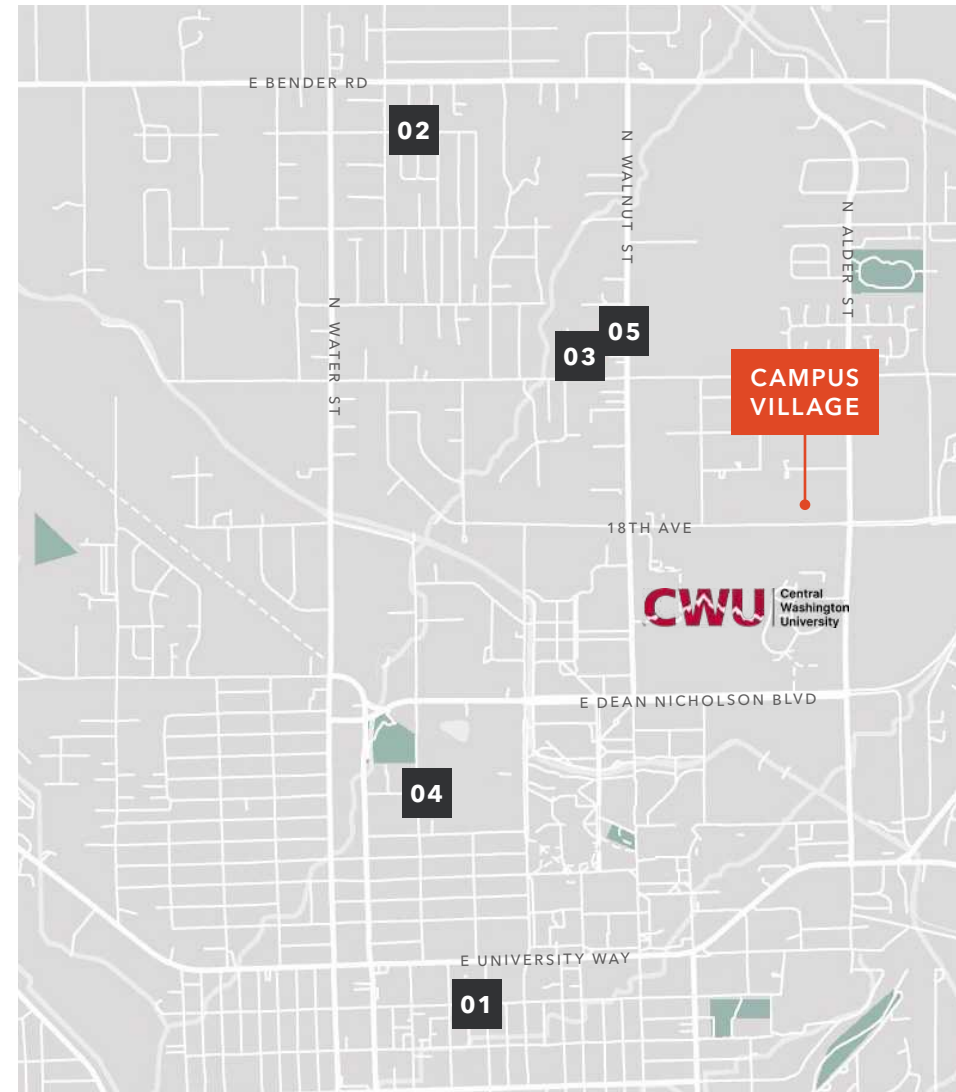 E BENDER RD
02
N WALNUT ST
N ALDER ST
N WATER ST
05
03
CAMPUS
VILLAGE
18TH AVE
CWU
Central
Washington
University
E DEAN NICHOLSON BLVD
04
E UNIVERSITY WAY
01